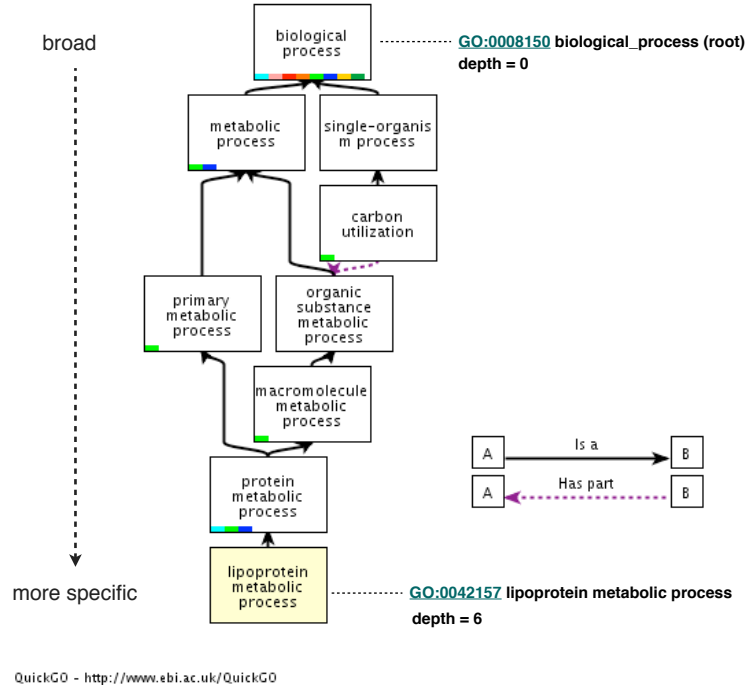 broad
biological
process
GO:0008150 biological_process (root)
depth = 0
metabolic
process
single-organis
m process
carbon
utilization
primary
metabolic
process
organic
substance
metabolic
process
macromolecule
metabolic
process
Is a
A
B
Has part
A
B
protein
metabolic
process
lipoprotein
metabolic
process
more specific
GO:0042157 lipoprotein metabolic process
depth = 6
QuickGO - http://www.ebi.ac.uk/QuickGO